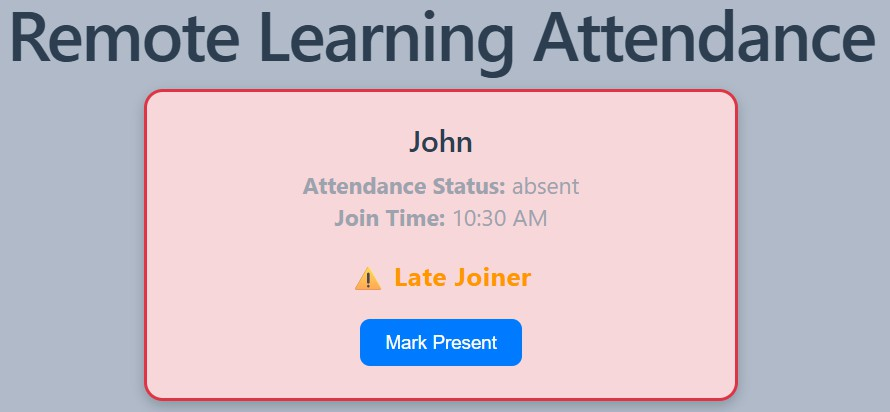 Remote Learning Attendance
John
Attendance Status: absent
Join Time: 10:30 AM
⚠️ Late Joiner
Mark Present